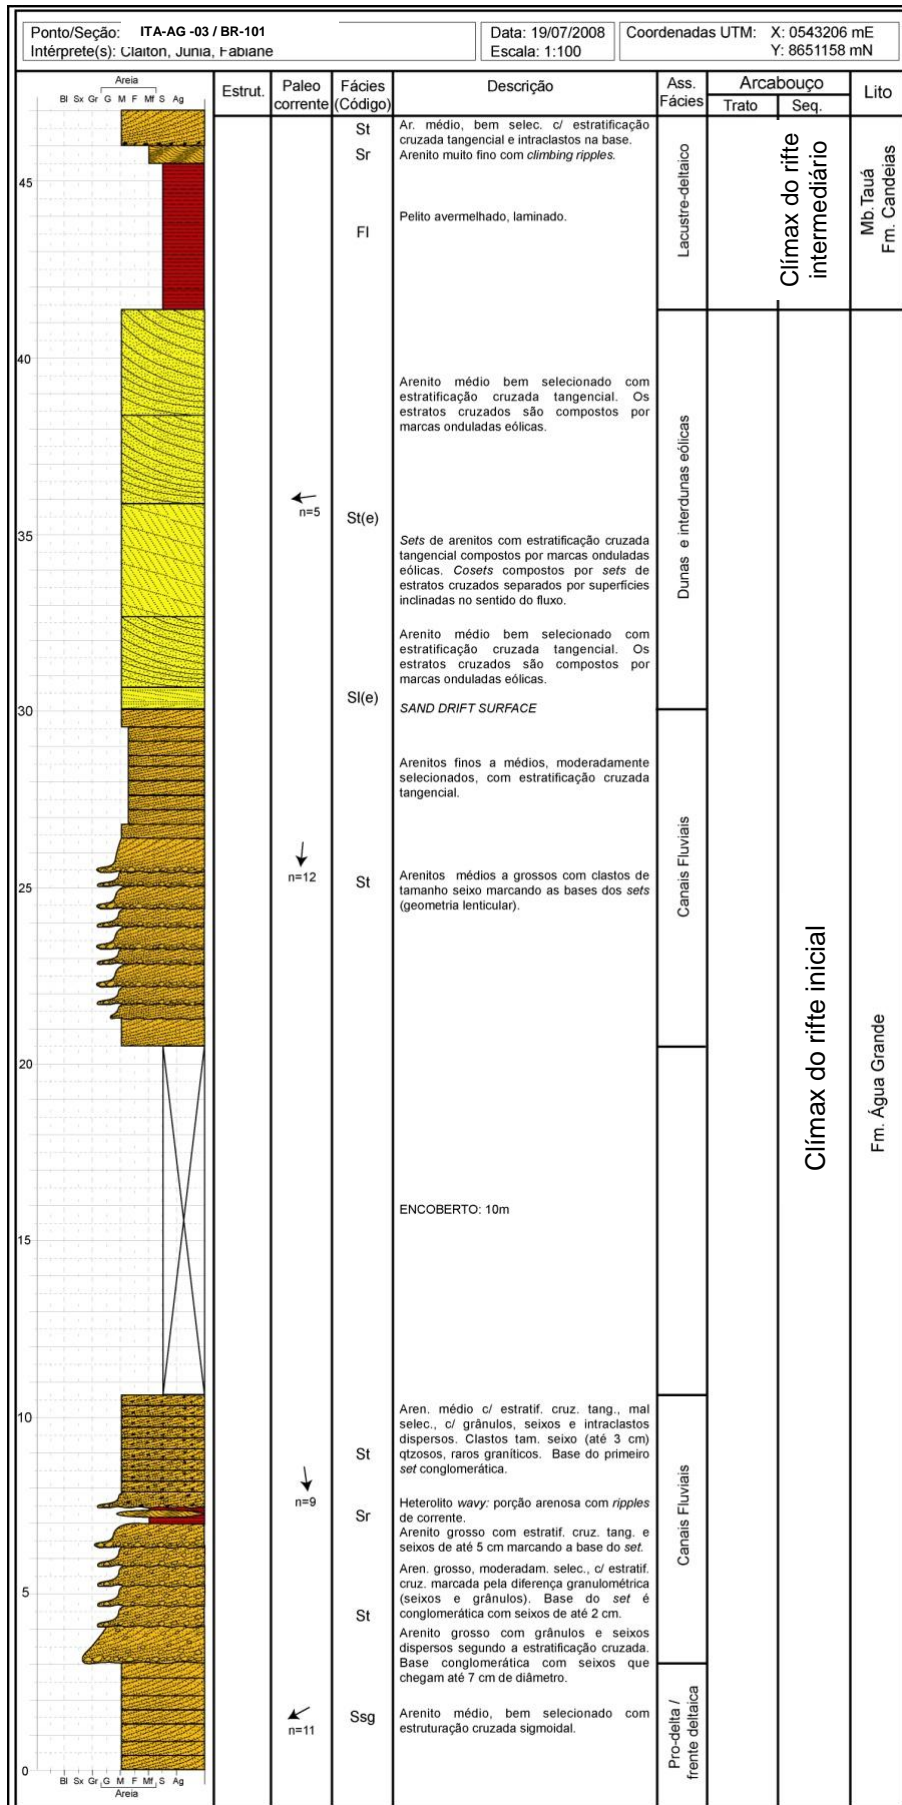 Ponto/Seção: ITA-AG -03 / BR-101
Intérprete(s): Claiton, Junia, Fabiane
Data: 19/07/2008
Escala: 1:100
Coordenadas UTM: X: 0543206 mE
Y: 8651158 mN
Areia
Bl Sx Gr G M F Mf S Ag
Estrut.
Paleo
corrente
Fácies
(Código)
Descrição
Ass.
Fácies
Arcabouço
Trato
Seq.
Lito
St
Ar. médio, bem selec. c/ estratificação
cruzada tangencial e intraclastos na base.
Sr
Arenito muito fino com climbing ripples.
45
Fl
Pelito avermelhado, laminado.
Lacustre-deltaico
Clímax do rifte
intermediário
Mb.Tauá
Fm. Candeias
40
Arenito médio bem selecionado com
estratificação cruzada tangencial. Os
estratos cruzados são compostos por
marcas onduladas eólicas.
n=5
St(e)
35
Sets de arenitos com estratificação cruzada
tangencial compostos por marcas onduladas
eólicas. Cosets compostos por sets de
estratos cruzados separados por superfícies
inclinadas no sentido do fluxo.
Dunas e interdunas eólicas
Arenito médio bem selecionado com
estratificação cruzada tangencial. Os
estratos cruzados são compostos por
marcas onduladas eólicas.
Sl(e)
SAND DRIFT SURFACE
30
Arenitos finos a médios, moderadamente
selecionados, com estratificação cruzada
tangencial.
n=12
St
Arenitos médios a grossos com clastos de
tamanho seixo marcando as bases dos sets
(geometria lenticular).
25
Canais Fluviais
Clímax do rifte inicial
Fm. Água Grande
20
15
ENCOBERTO: 10m
10
Aren. médio c/ estratif. cruz. tang., mal
selec., c/ grânulos, seixos e intraclastos
dispersos. Clastos tam. seixo (até 3 cm)
qtzosos, raros graníticos. Base do primeiro
set conglomerática.
St
n=9
Sr
Heterolito wavy: porção arenosa com ripples
de corrente.
Arenito grosso com estratif. cruz. tang. e
seixos de até 5 cm marcando a base do set.
Canais Fluviais
Aren. grosso, moderadam. selec., c/ estratif.
cruz. marcada pela diferença granulométrica
(seixos e grânulos). Base do set é
conglomerática com seixos de até 2 cm.
5
St
Arenito grosso com grânulos e seixos
dispersos segundo a estratificação cruzada.
Base conglomerática com seixos que
chegam até 7 cm de diâmetro.
n=11
Ssg
Arenito médio, bem selecionado com
estruturação cruzada sigmoidal.
Pro-delta /
frente deltaica
0
Bl Sx Gr G M F Mf S Ag
Areia